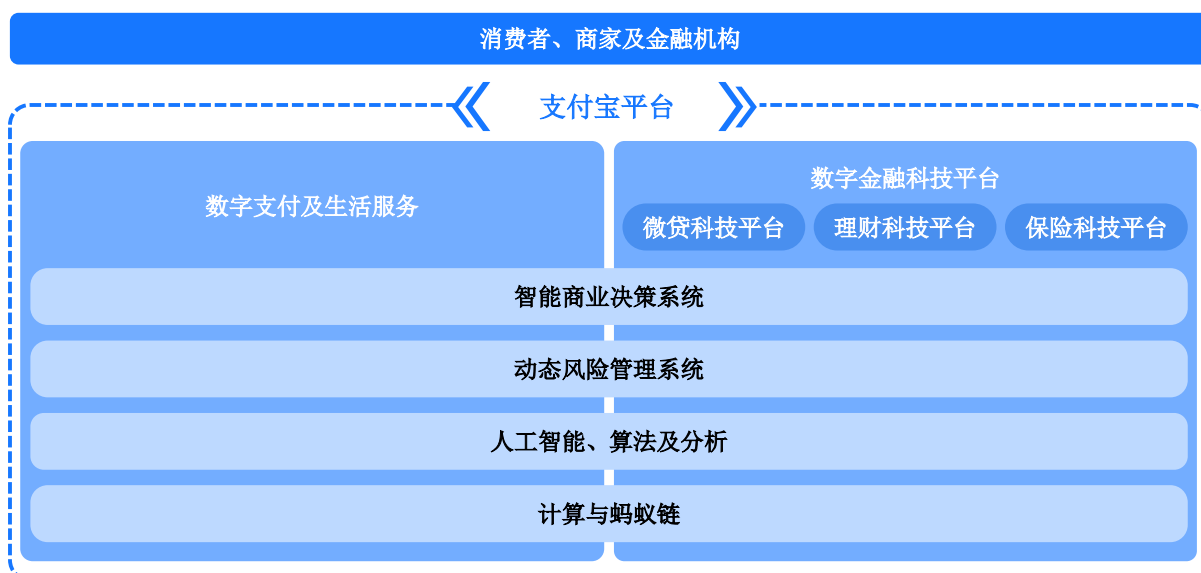 消费者、商家及金融机构
支付宝平台
数字支付及生活服务
数字金融科技平台
微贷科技平台
理财科技平台
保险科技平台
智能商业决策系统
动态风险管理系统
人工智能、算法及分析
计算与蚂蚁链